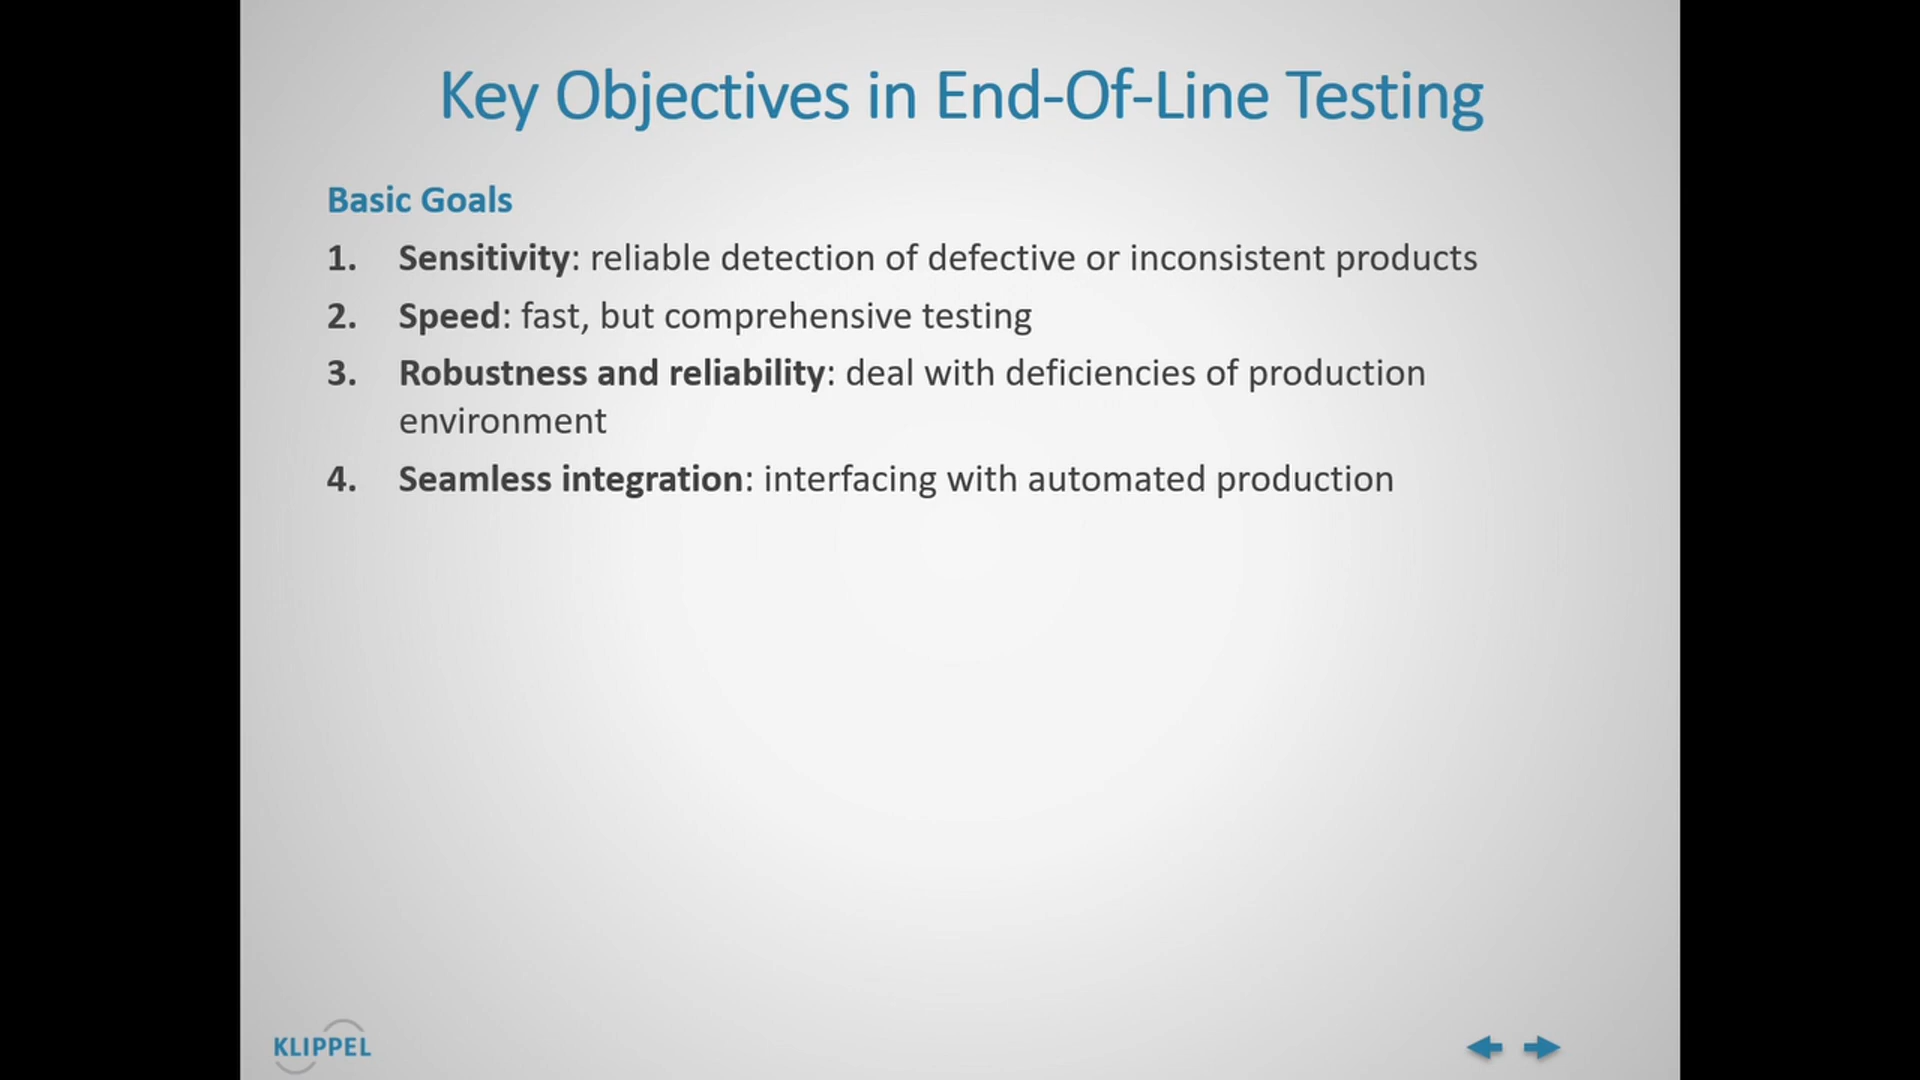 Key Objectives in End-Of-Line Testing
Basic Goals
1. Sensitivity: reliable detection of defective or inconsistent products
2. Speed: fast, but comprehensive testing
3. Robustness and reliability: deal with deficiencies of production
environment
4. Seamless integration: interfacing with automated production
KLIPPEL